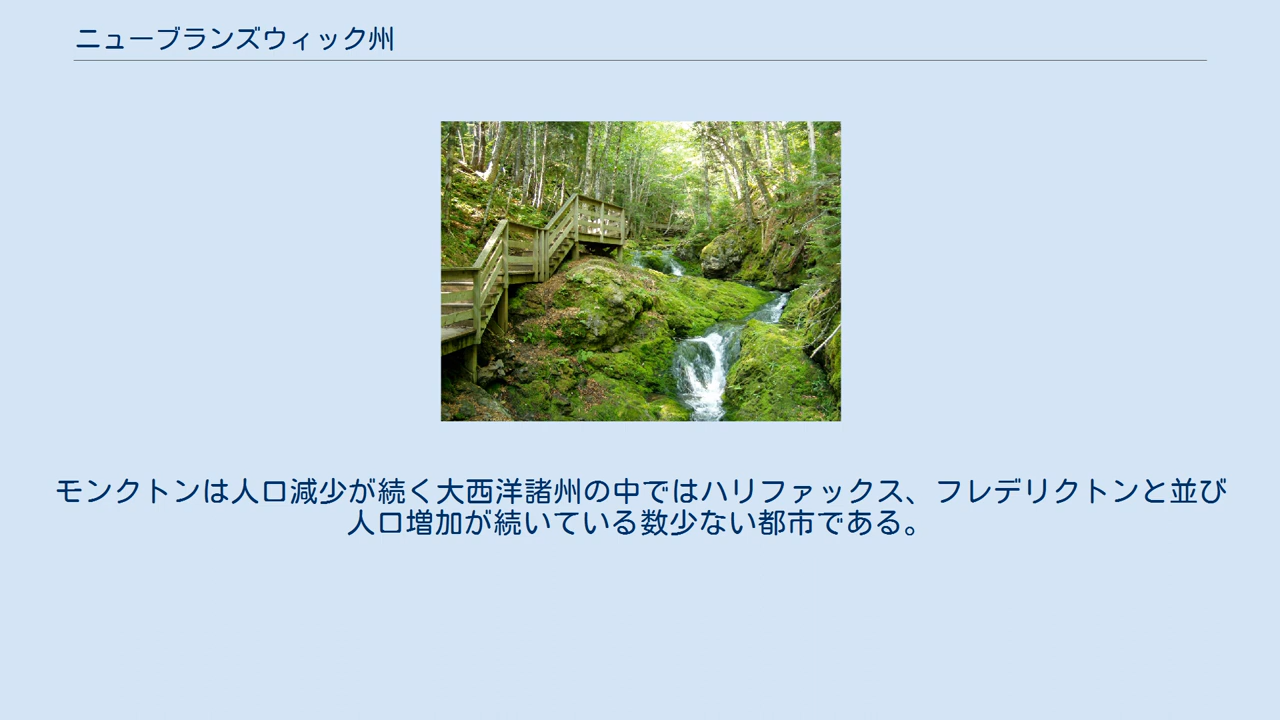 ニューブランズウィック州
モンクトンは人口減少が続く大西洋諸州の中ではハリファックス、フレデリクトンと並び
人口増加が続いている数少ない都市である。